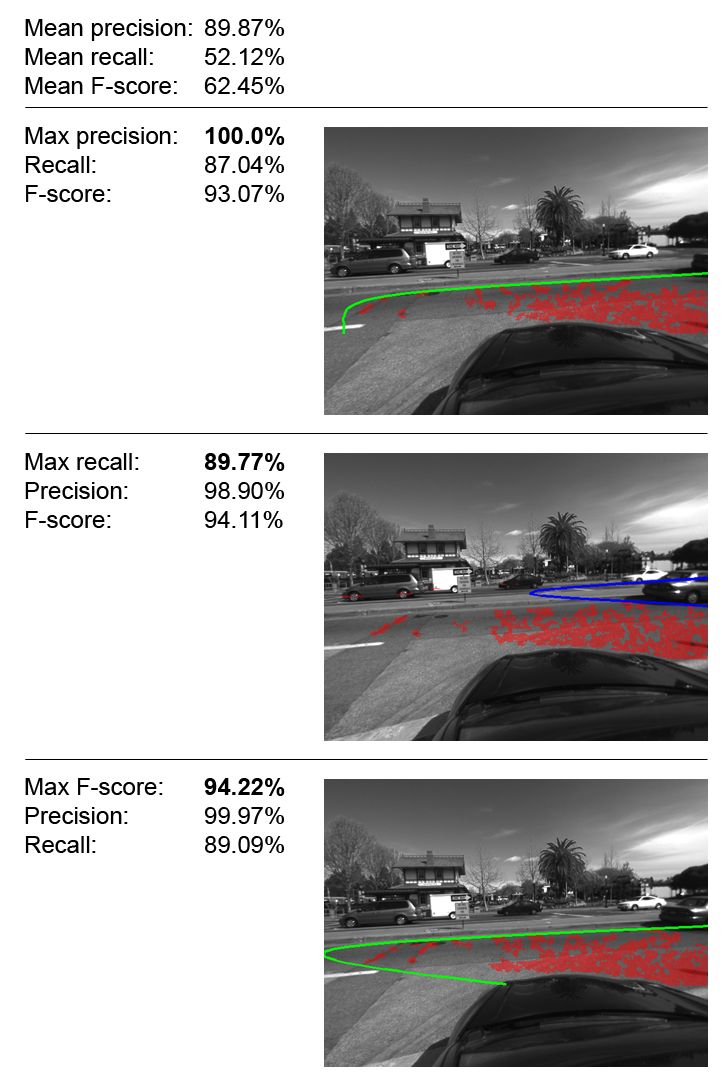 Mean precision: 89.87%
Mean recall: 52.12%
Mean F-score: 62.45%
Max precision: 100.0%
Recall: 87.04%
F-score: 93.07%
Max recall: 89.77%
Precision: 98.90%
F-score: 94.11%
Max F-score: 94.22%
Precision: 99.97%
Recall: 89.09%